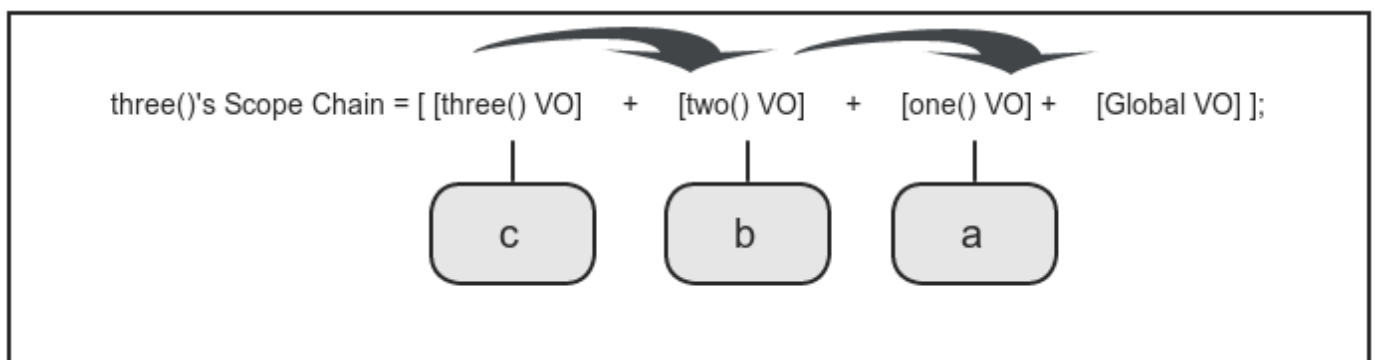 three()'s Scope Chain = [ [three() VO] + [two() VO] + [one() VO] + [Global VO] ];
c b a